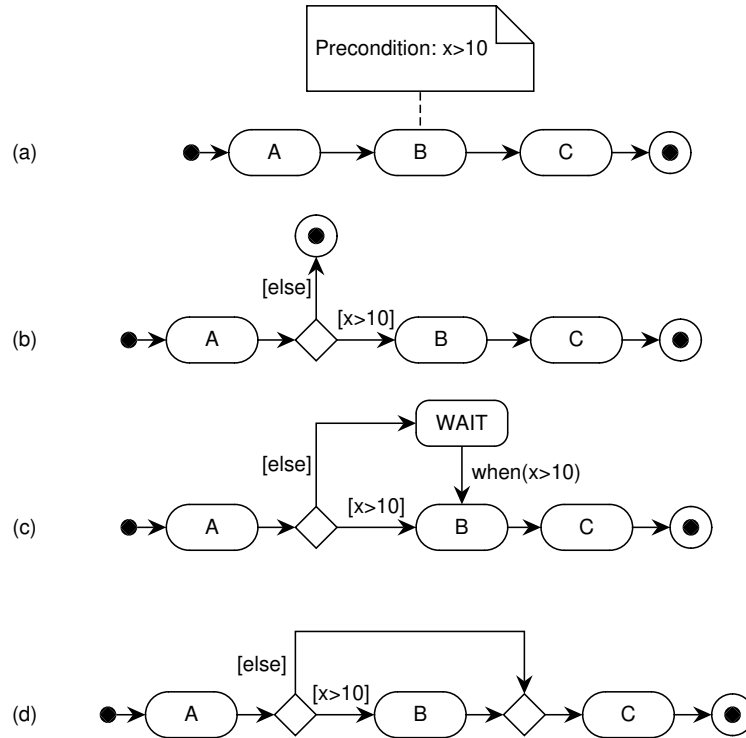 Precondition: x>10
(a)
A
B
C
[else]
[x>10]
(b)
A
B
C
WAIT
[else]
when(x>10)
[x>10]
(c)
A
B
C
[else]
[x>10]
(d)
A
B
C